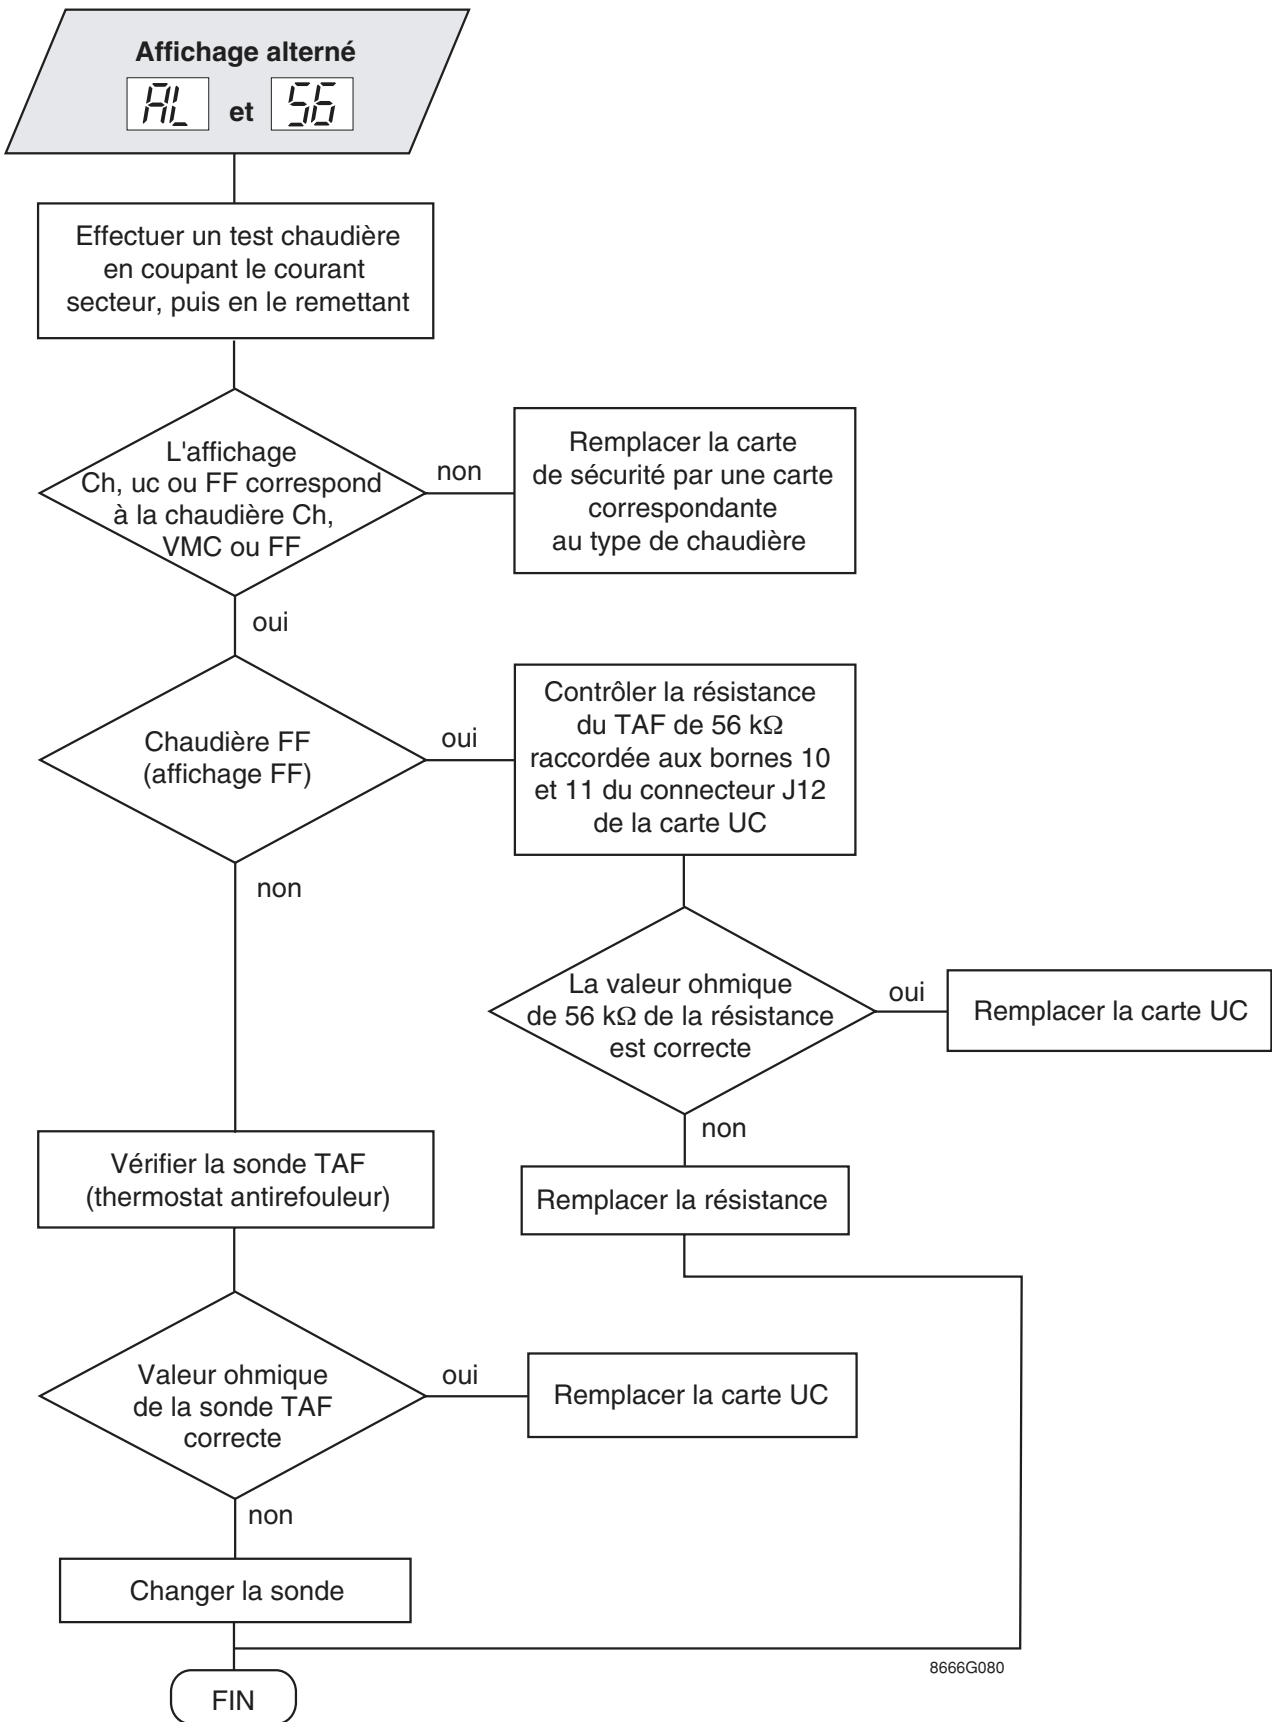 Affichage alterné
AL et 56
Effectuer un test chaudière
en coupant le courant
secteur, puis en le remettant
L'affichage
Ch, uc ou FF correspond
à la chaudière Ch,
VMC ou FF
non
Remplacer la carte
de sécurité par une carte
correspondante
au type de chaudière
oui
Chaudière FF
(affichage FF)
oui
Contrôler la résistance
du TAF de 56 kΩ
raccordée aux bornes 10
et 11 du connecteur J12
de la carte UC
non
La valeur ohmique
de 56 kΩ de la résistance
est correcte
oui
Remplacer la carte UC
non
Remplacer la résistance
Vérifier la sonde TAF
(thermostat antirefouleur)
Valeur ohmique
de la sonde TAF
correcte
oui
Remplacer la carte UC
non
Changer la sonde
8666G080
FIN